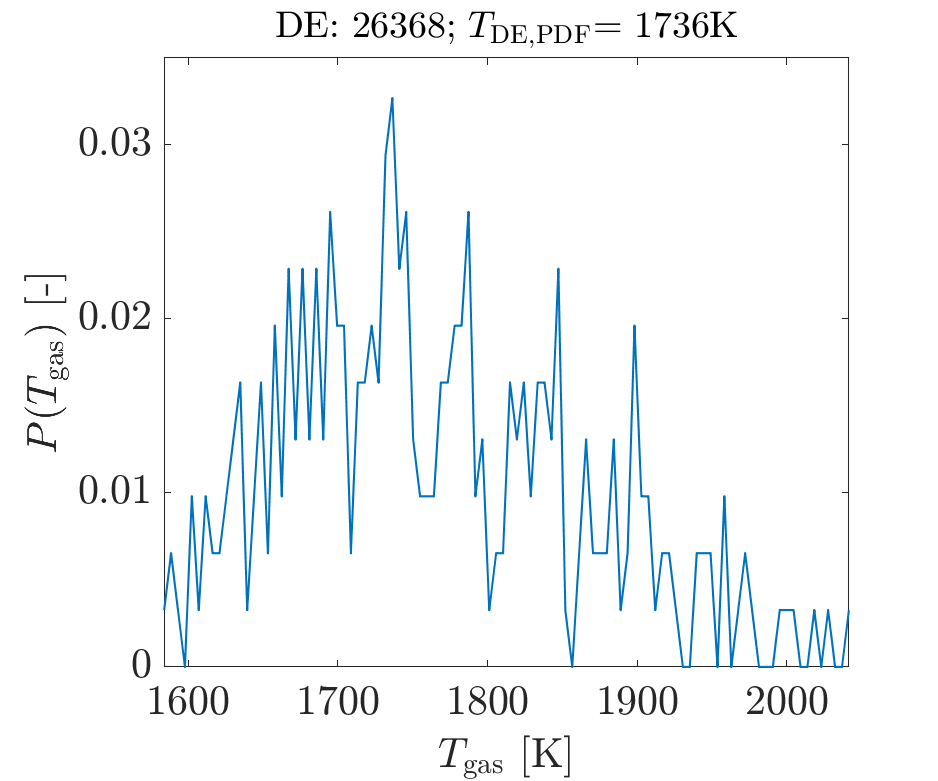 DE: 26368; T_DE,PDF= 1736K
P(T_gas) [-]
0.03
0.02
0.01
0
1600 1700 1800 1900 2000
T_gas [K]